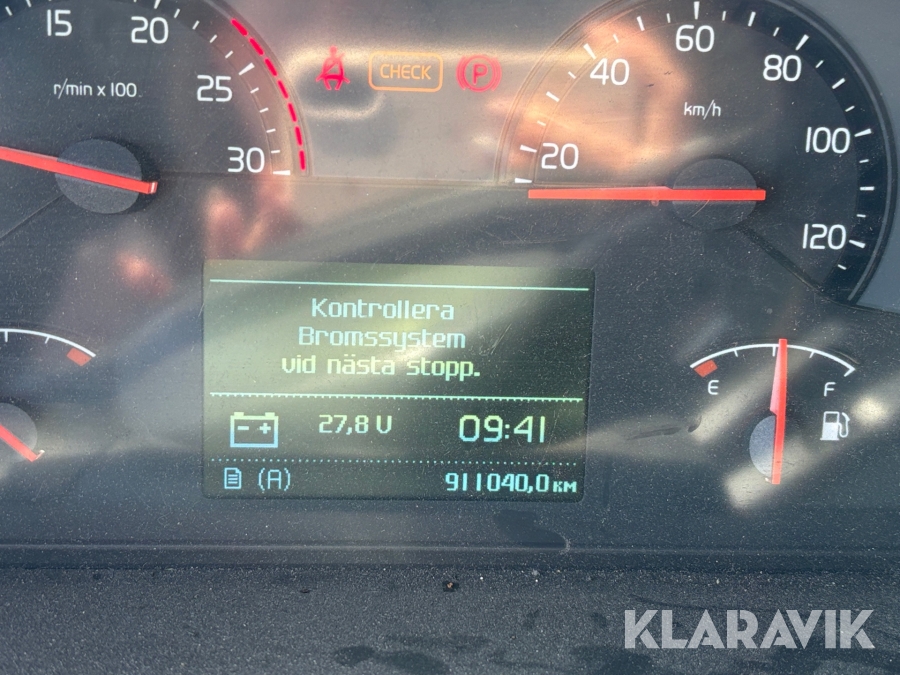 15
20
25
30
r/min x 100
CHECK
P
20
40
60
80
100
120
km/h
Kontrollera
Bromssystem
vid nästa stopp.
27,8 V
09:41
(A)
911040,0 KM
E
F
KLARAVIK